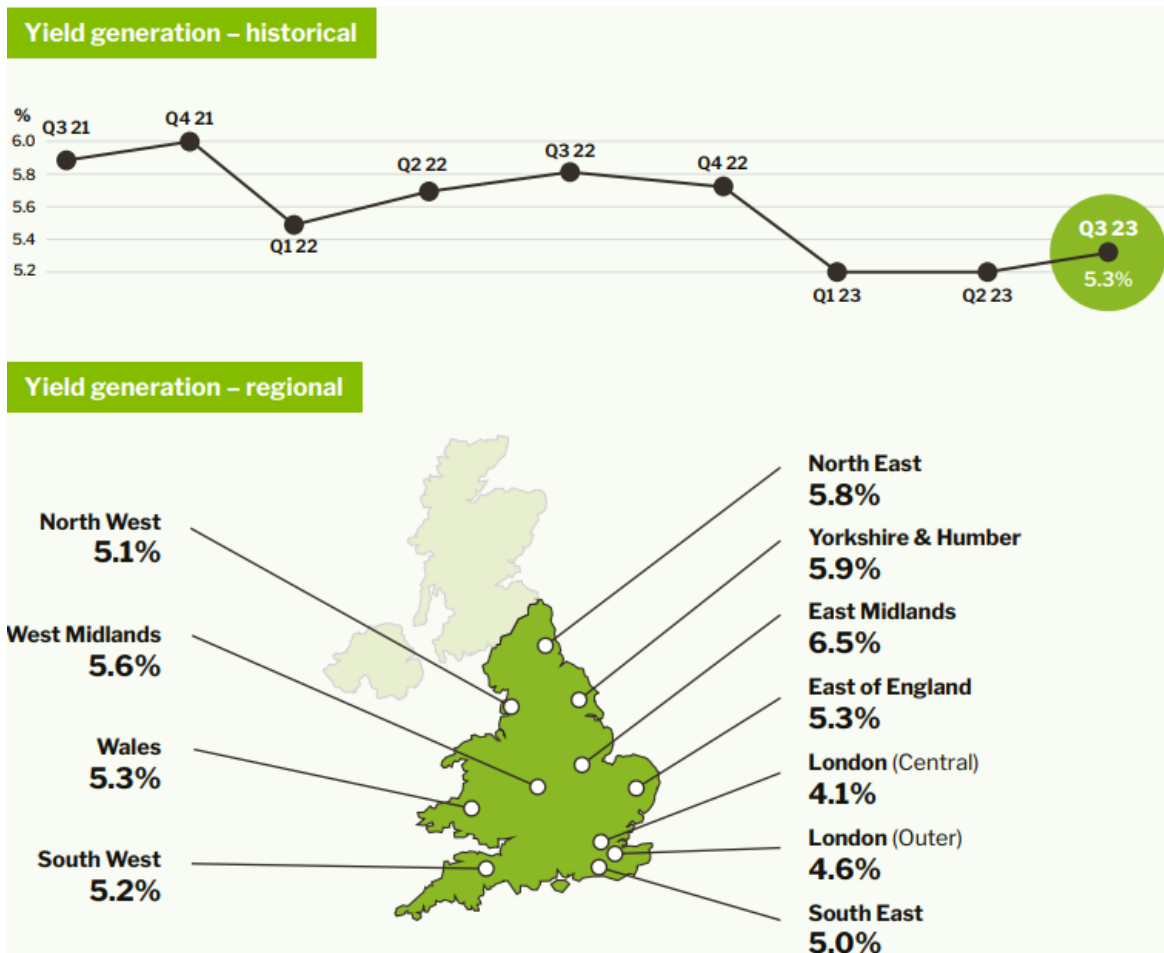 Yield generation – historical
%
6.0
5.8
5.6
5.4
5.2
Q3 21
Q4 21
Q1 22
Q2 22
Q3 22
Q4 22
Q1 23
Q2 23
Q3 23
5.3%
Yield generation – regional
North West
5.1%
West Midlands
5.6%
Wales
5.3%
South West
5.2%
North East
5.8%
Yorkshire & Humber
5.9%
East Midlands
6.5%
East of England
5.3%
London (Central)
4.1%
London (Outer)
4.6%
South East
5.0%